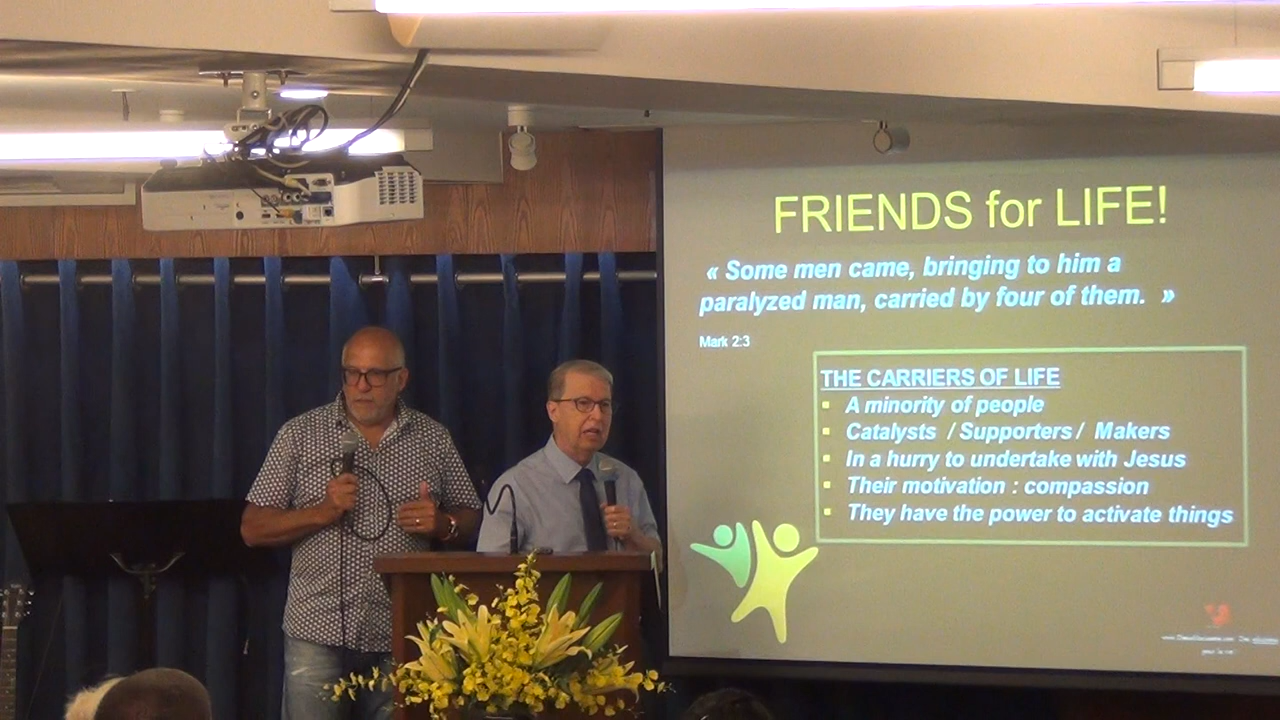 FRIENDS for LIFE!
« Some men came, bringing to him a
paralyzed man, carried by four of them. »
Mark 2:3
THE CARRIERS OF LIFE
▪ A minority of people
▪ Catalysts / Supporters / Makers
▪ In a hurry to undertake with Jesus
▪ Their motivation : compassion
▪ They have the power to activate things